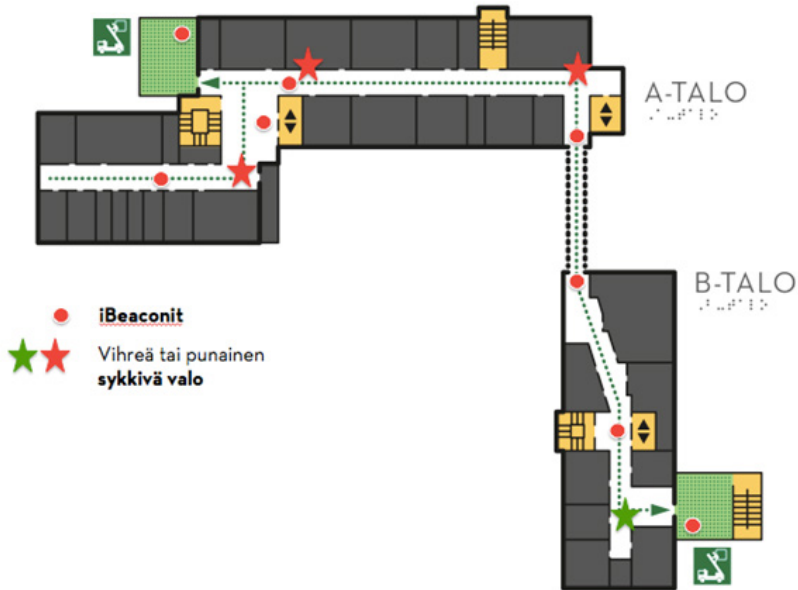 A-TALO
B-TALO
iBeaconit
Vihreä tai punainen
sykkivä valo